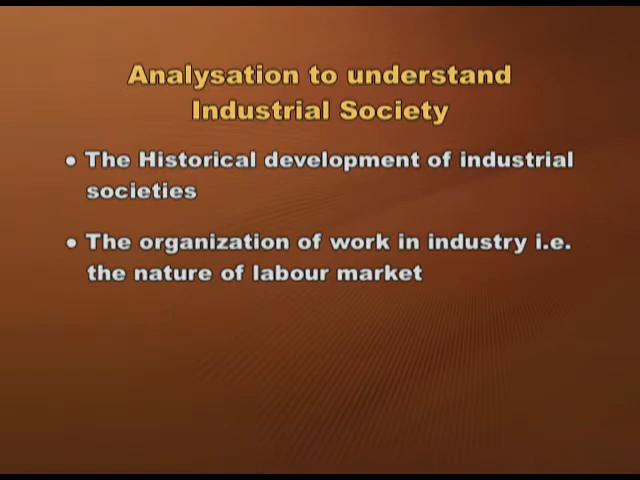 Analysation to understand
Industrial Society
● The Historical development of industrial
societies
● The organization of work in industry i.e.
the nature of labour market